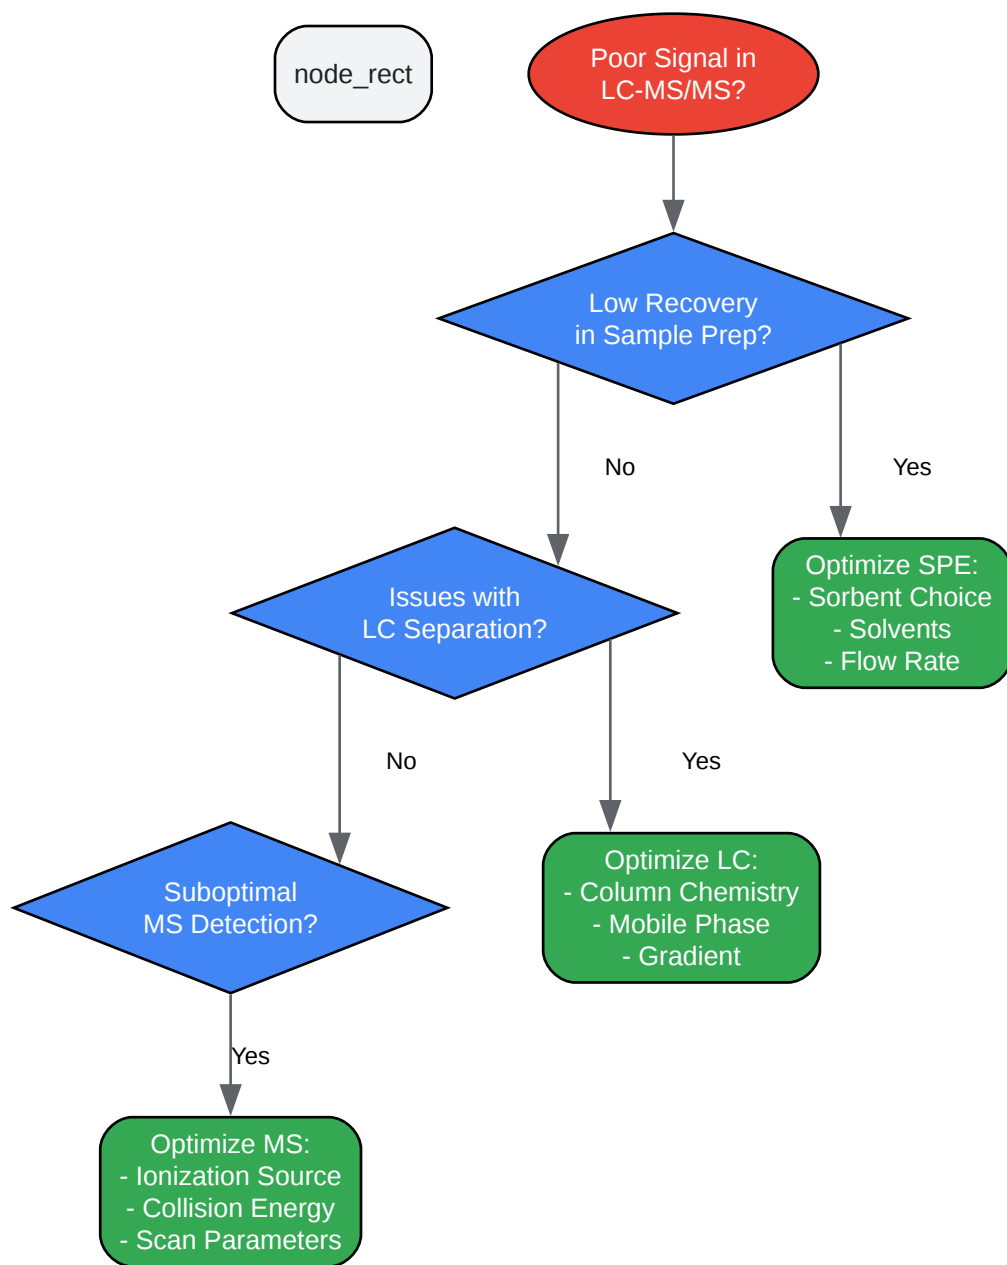 node_rect
Poor Signal in
LC-MS/MS?
Low Recovery
in Sample Prep?
No
Yes
Optimize SPE:
- Sorbent Choice
- Solvents
- Flow Rate
Issues with
LC Separation?
No
Yes
Optimize LC:
- Column Chemistry
- Mobile Phase
- Gradient
Suboptimal
MS Detection?
Yes
Optimize MS:
- Ionization Source
- Collision Energy
- Scan Parameters